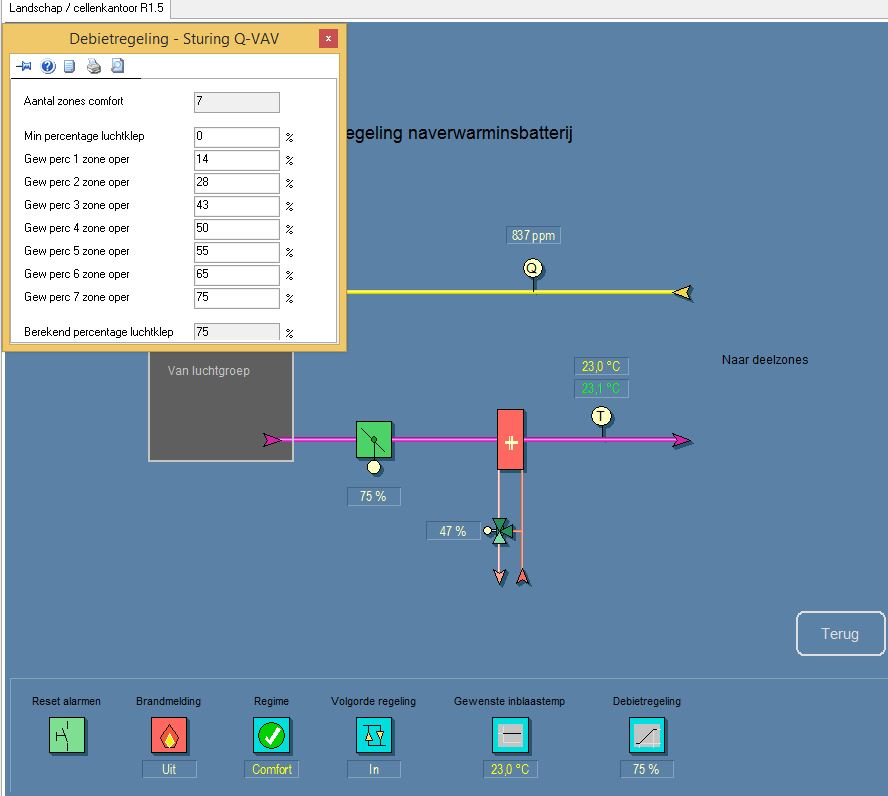 Landschap / cellenkantoor R1.5
Debietregeling - Sturing Q-VAV
x
Aantal zones comfort 7
Min percentage luchtklep 0 %
Gew perc 1 zone oper 14 %
Gew perc 2 zone oper 28 %
Gew perc 3 zone oper 43 %
Gew perc 4 zone oper 50 %
Gew perc 5 zone oper 55 %
Gew perc 6 zone oper 65 %
Gew perc 7 zone oper 75 %
Berekend percentage luchtklep 75 %
egeling naverwarminsbatterij
837 ppm
Q
Van luchtgroep
23,0 °C
23,1 °C
T
Naar deelzones
75 %
47 %
Terug
Reset alarmen Brandmelding Regime Volgorde regeling Gewenste inblaastemp Debietregeling
Uit Comfort In 23,0 °C 75 %